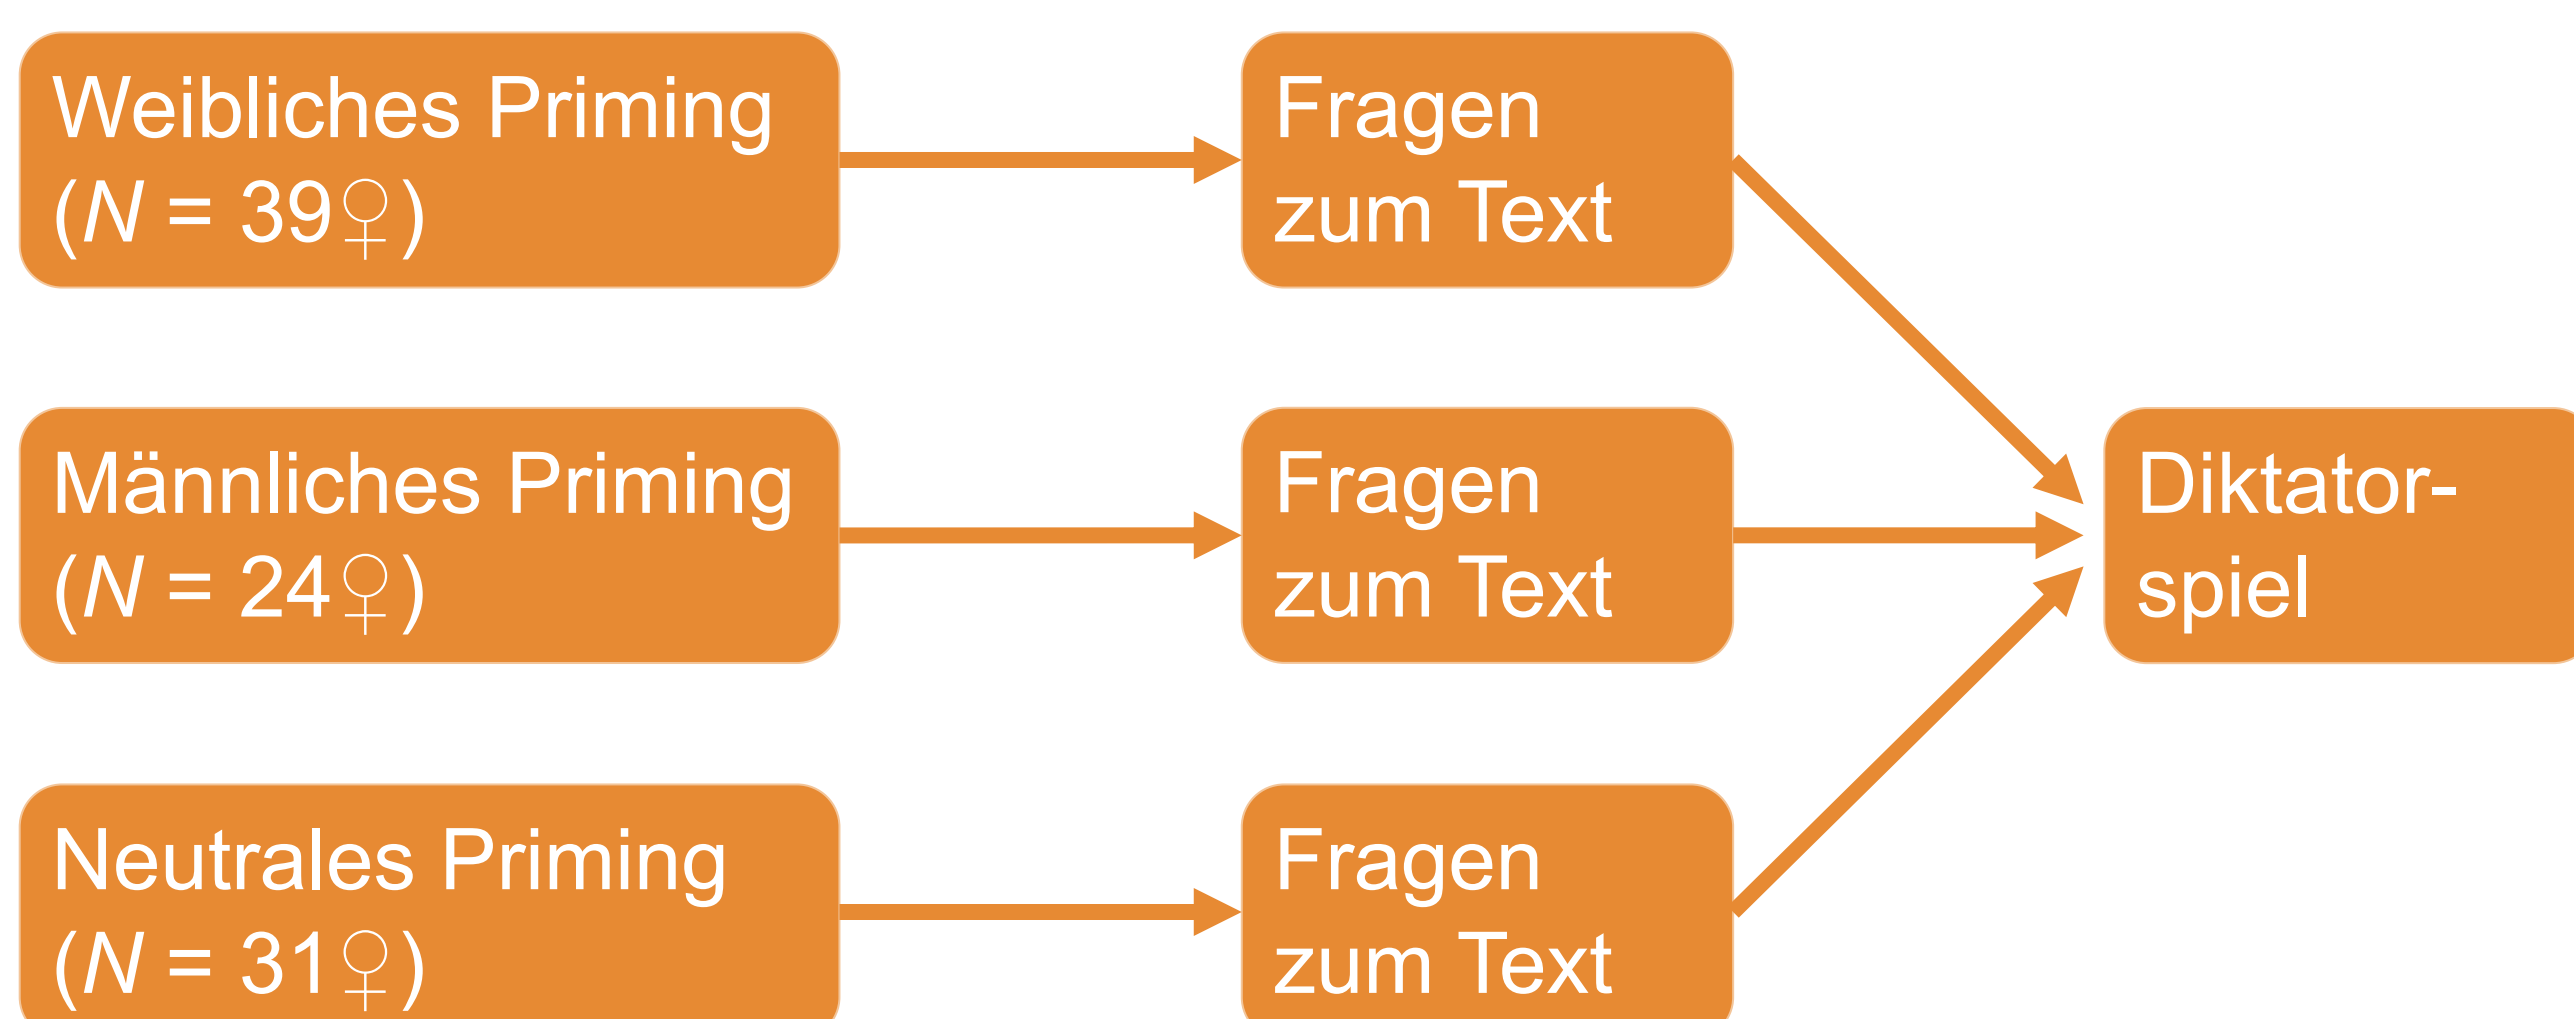 Weibliches Priming
(N = 39♀)
Fragen
zum Text
Männliches Priming
(N = 24♀)
Fragen
zum Text
Diktator-
spiel
Neutrales Priming
(N = 31♀)
Fragen
zum Text